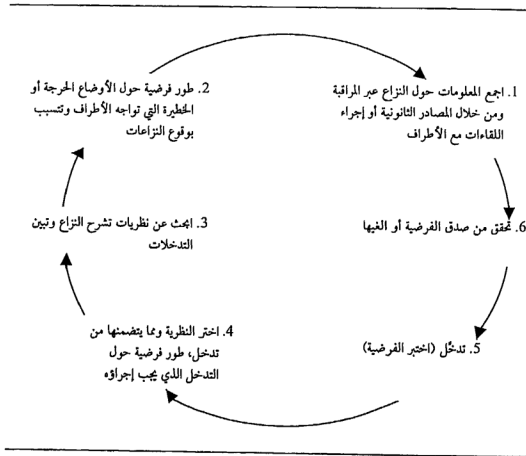 1. اجمع المعلومات حول النزاع عبر المراقبة
ومن خلال المصادر الثانونية أو إجراء
اللقاءات مع الأطراف
2. طور فرضية حول الأوضاع الحرجة أو
الخطيرة التي تواجه الأطراف وتتسبب
بوقوع النزاعات
3. ابحث عن نظريات تشرح النزاع وتبين
التدخلات
4. اختر النظرية ومما يتضمنها من
تدخل، طور فرضية حول
التدخل الذي يجب إجراؤه
5. تدخّل (اختبر الفرضية)
6. تحقق من صدق الفرضية أو الغيها